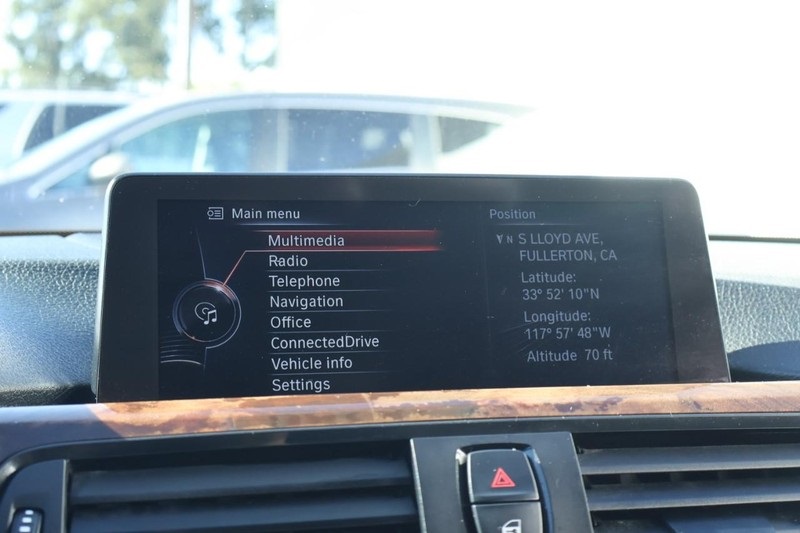 Main menu
Multimedia
Radio
Telephone
Navigation
Office
ConnectedDrive
Vehicle info
Settings
Position
N S LLOYD AVE,
FULLERTON, CA
Latitude:
33° 52' 10"N
Longitude:
117° 57' 48"W
Altitude 70 ft